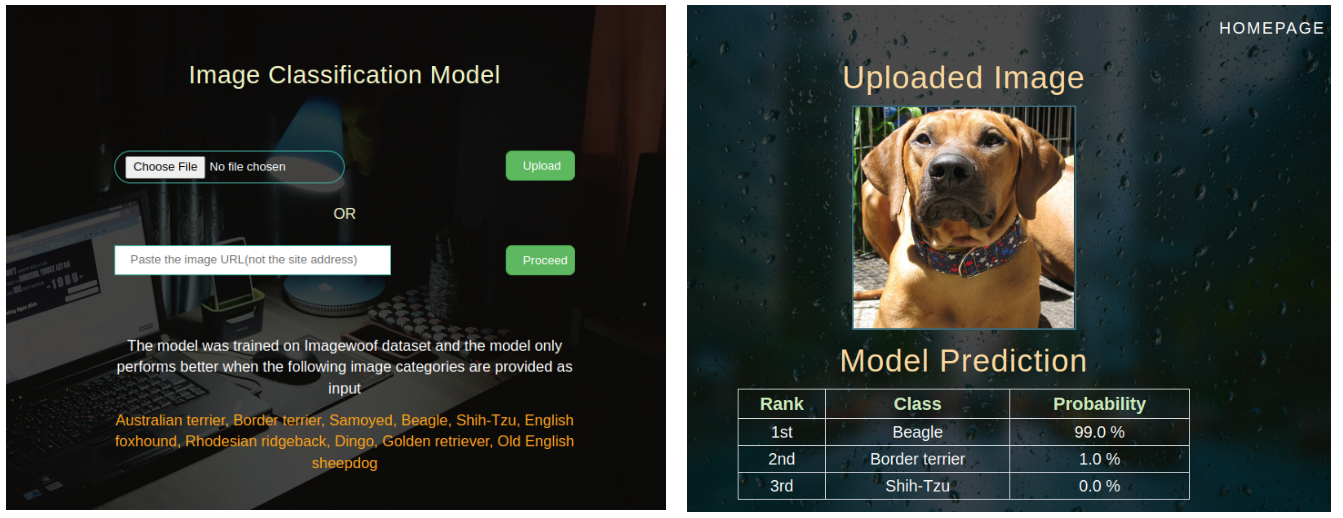 Image Classification Model
Choose File No file chosen
Upload
OR
Paste the image URL(not the site address)
Proceed
The model was trained on Imagewoof dataset and the model only
performs better when the following image categories are provided as
input
Australian terrier, Border terrier, Samoyed, Beagle, Shih-Tzu, English
foxhound, Rhodesian ridgeback, Dingo, Golden retriever, Old English
sheepdog
HOMEPAGE
Uploaded Image
Model Prediction
Rank Class Probability
1st Beagle 99.0 %
2nd Border terrier 1.0 %
3rd Shih-Tzu 0.0 %